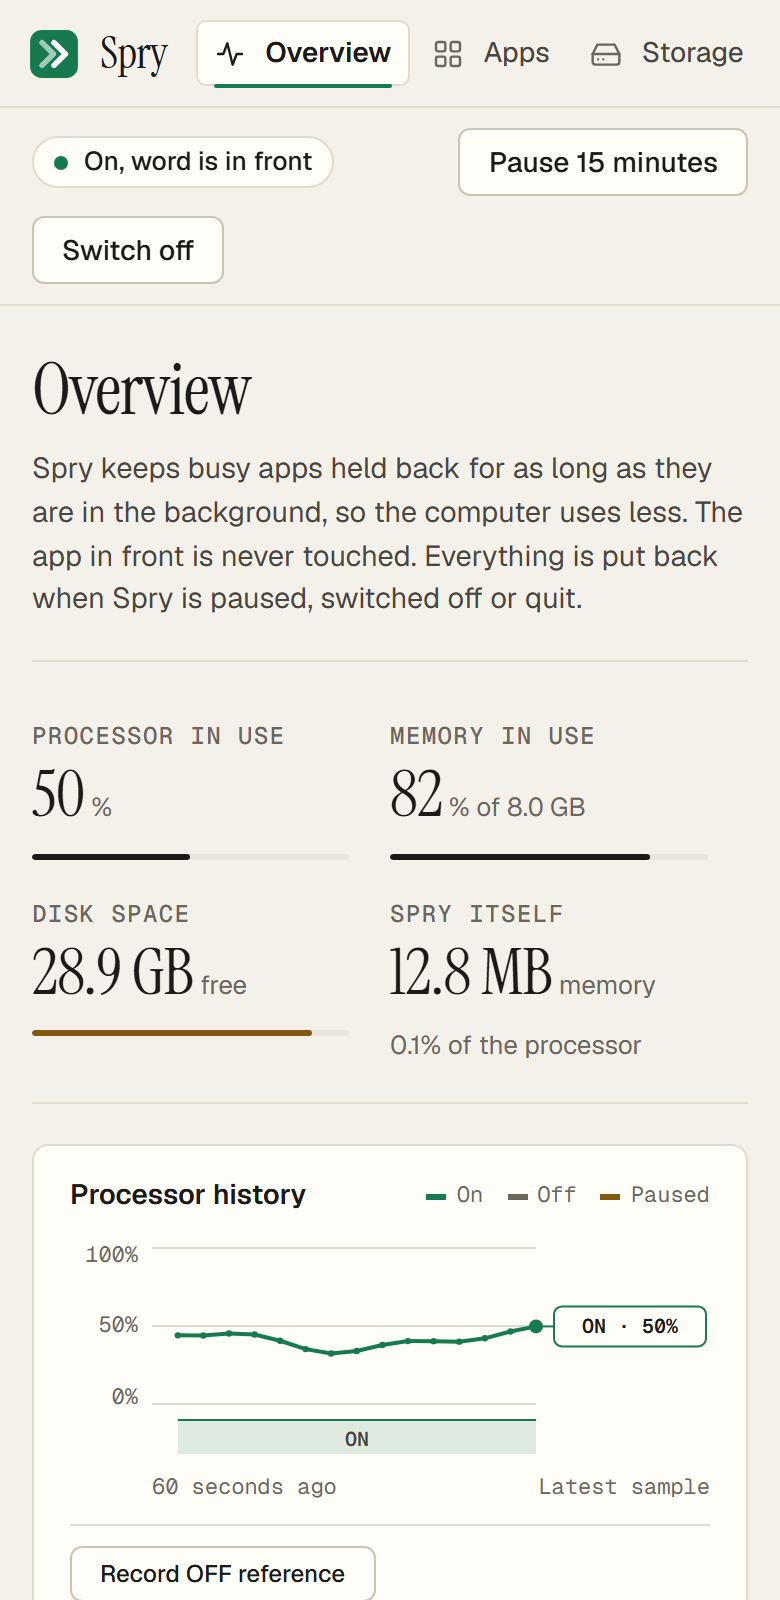 Spry
Overview
Apps
Storage
On, word is in front
Pause 15 minutes
Switch off
Overview
Spry keeps busy apps held back for as long as they
are in the background, so the computer uses less. The
app in front is never touched. Everything is put back
when Spry is paused, switched off or quit.
PROCESSOR IN USE
50 %
MEMORY IN USE
82 % of 8.0 GB
DISK SPACE
28.9 GB free
SPRY ITSELF
12.8 MB memory
0.1% of the processor
Processor history
On
Off
Paused
100%
50%
0%
ON · 50%
ON
60 seconds ago
Latest sample
Record OFF reference